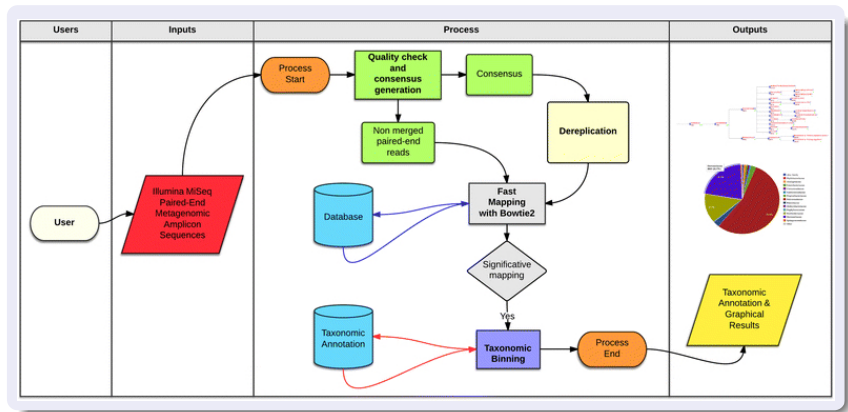 Users
Inputs
Process
Outputs
Process
Start
Quality check
and
consensus
generation
Consensus
Dereplication
Non merged
paired-end
reads
Illumina MiSeq
Paired-End
Metagenomic
Amplicon
Sequences
User
Database
Fast
Mapping
with Bowtie2
Significative
mapping
Yes
Taxonomic
Annotation
Taxonomic
Binning
Process
End
Taxonomic
Annotation &
Graphical
Results